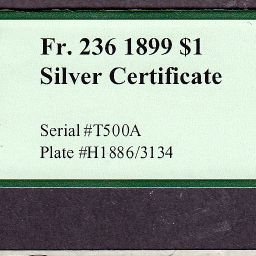 Fr. 236 1899 $1
Silver Certificate
Serial #T500A
Plate #H1886/3134